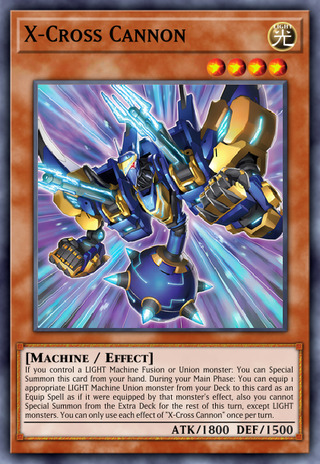 X-Cross Cannon
LIGHT
光
[Machine / Effect]
If you control a LIGHT Machine Fusion or Union monster: You can Special
Summon this card from your hand. During your Main Phase: You can equip 1
appropriate LIGHT Machine Union monster from your Deck to this card as an
Equip Spell as if it were equipped by that monster's effect, also you cannot
Special Summon from the Extra Deck for the rest of this turn, except LIGHT
monsters. You can only use each effect of "X-Cross Cannon" once per turn.
ATK/1800 DEF/1500